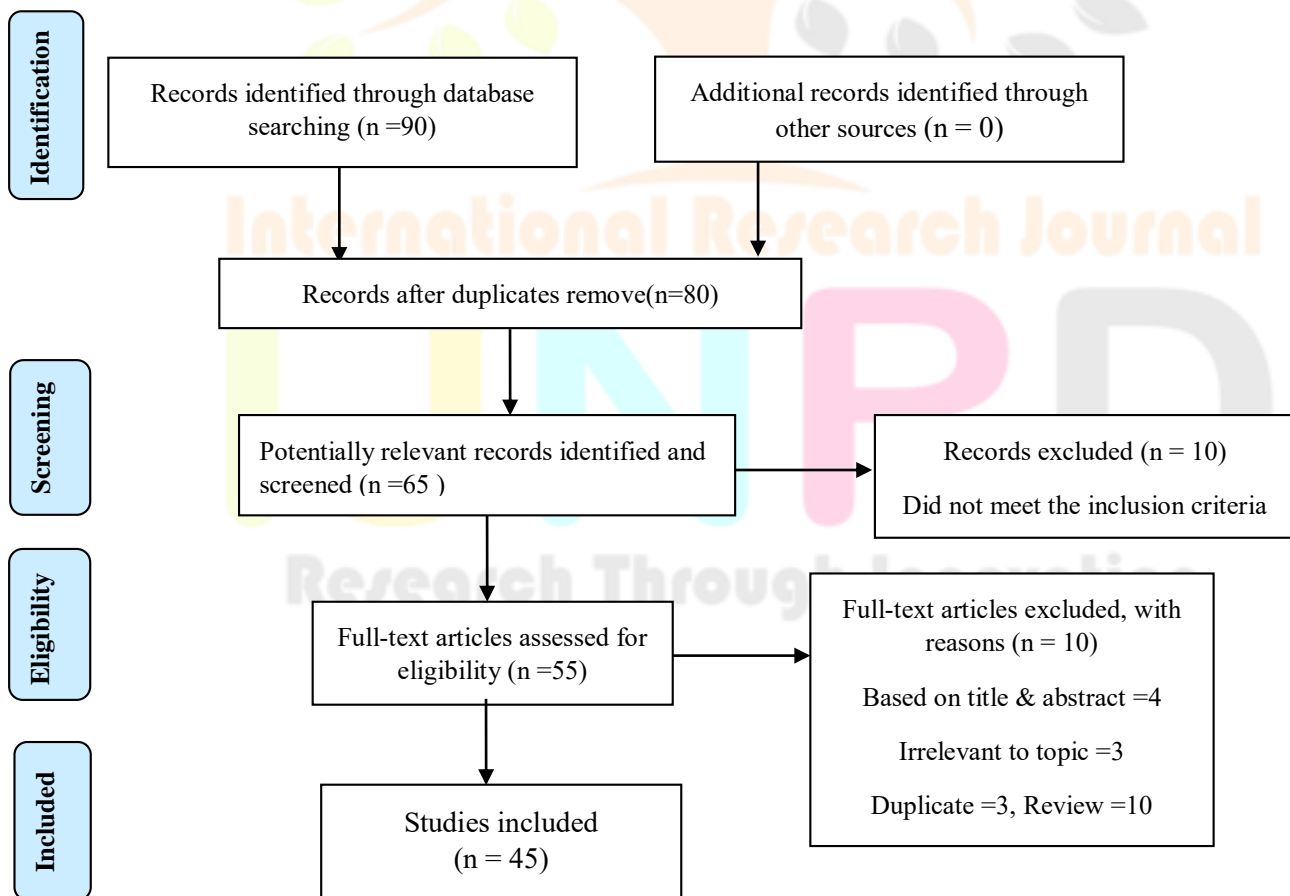 Identification
Records identified through database
searching (n =90)
Additional records identified through
other sources (n = 0)
International Research Journal
Records after duplicates remove(n=80)
Screening
Potentially relevant records identified and
screened (n =65 )
Records excluded (n = 10)
Did not meet the inclusion criteria
Research Through
Eligibility
Full-text articles assessed for
eligibility (n =55)
Full-text articles excluded, with
reasons (n = 10)
Based on title & abstract =4
Irrelevant to topic =3
Duplicate =3, Review =10
Included
Studies included
(n = 45)